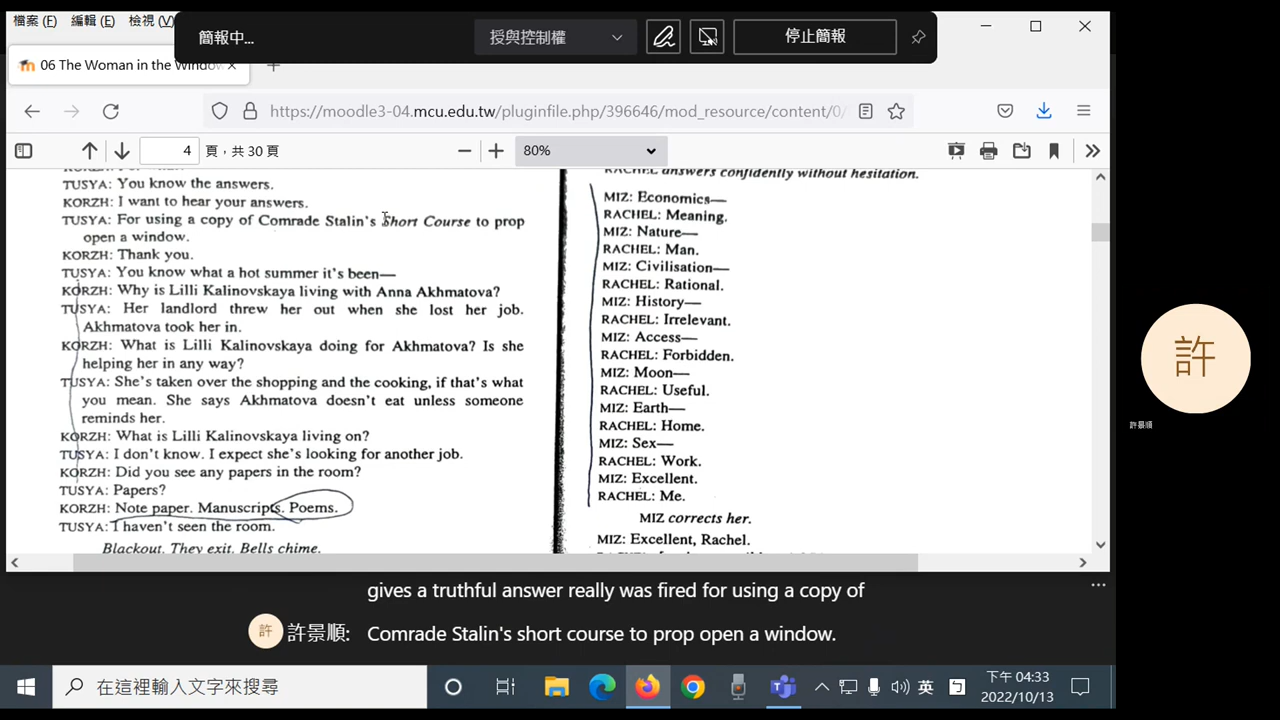 檔案 (F) 編輯 (E) 檢視 (V)
簡報中...
授與控制權
停止簡報
06 The Woman in the Windo
https://moodle3-04.mcu.edu.tw/pluginfile.php/396646/mod_resource/content/0/
4 頁，共 30 頁
80%
TUSYA: You know the answers.
KORZH: I want to hear your answers.
TUSYA: For using a copy of Comrade Stalin's Short Course to prop
open a window.
KORZH: Thank you.
TUSYA: You know what a hot summer it's been—
KORZH: Why is Lilli Kalinovskaya living with Anna Akhmatova?
TUSYA: Her landlord threw her out when she lost her job.
Akhmatova took her in.
KORZH: What is Lilli Kalinovskaya doing for Akhmatova? Is she
helping her in any way?
TUSYA: She's taken over the shopping and the cooking, if that's what
you mean. She says Akhmatova doesn't eat unless someone
reminds her.
KORZH: What is Lilli Kalinovskaya living on?
TUSYA: I don't know. I expect she's looking for another job.
KORZH: Did you see any papers in the room?
TUSYA: Papers?
KORZH: Note paper. Manuscripts. Poems.
TUSYA: I haven't seen the room.
Blackout. They exit. Bells chime.
RACHEL answers confidently without hesitation.
MIZ: Economics—
RACHEL: Meaning.
MIZ: Nature—
RACHEL: Man.
MIZ: Civilisation—
RACHEL: Rational.
MIZ: History—
RACHEL: Irrelevant.
MIZ: Access—
RACHEL: Forbidden.
MIZ: Moon—
RACHEL: Useful.
MIZ: Earth—
RACHEL: Home.
MIZ: Sex—
RACHEL: Work.
MIZ: Excellent.
RACHEL: Me.
MIZ corrects her.
MIZ: Excellent, Rachel.
許
許景順
gives a truthful answer really was fired for using a copy of
許 許景順: Comrade Stalin's short course to prop open a window.
在這裡輸入文字來搜尋
英
下午 04:33
2022/10/13